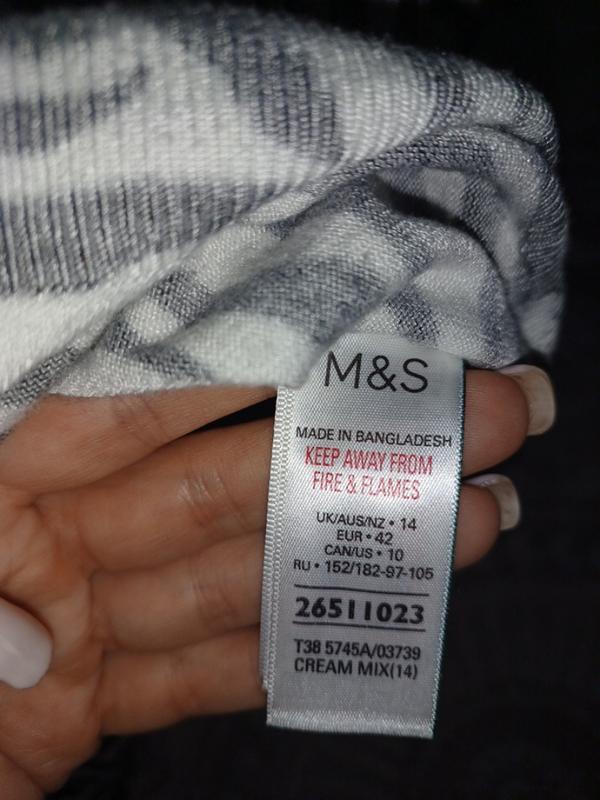 M&S
MADE IN BANGLADESH
KEEP AWAY FROM
FIRE & FLAMES
UK/AUS/NZ • 14
EUR • 42
CAN/US • 10
RU • 152/182-97-105
26511023
T38 5745A/03739
CREAM MIX(14)